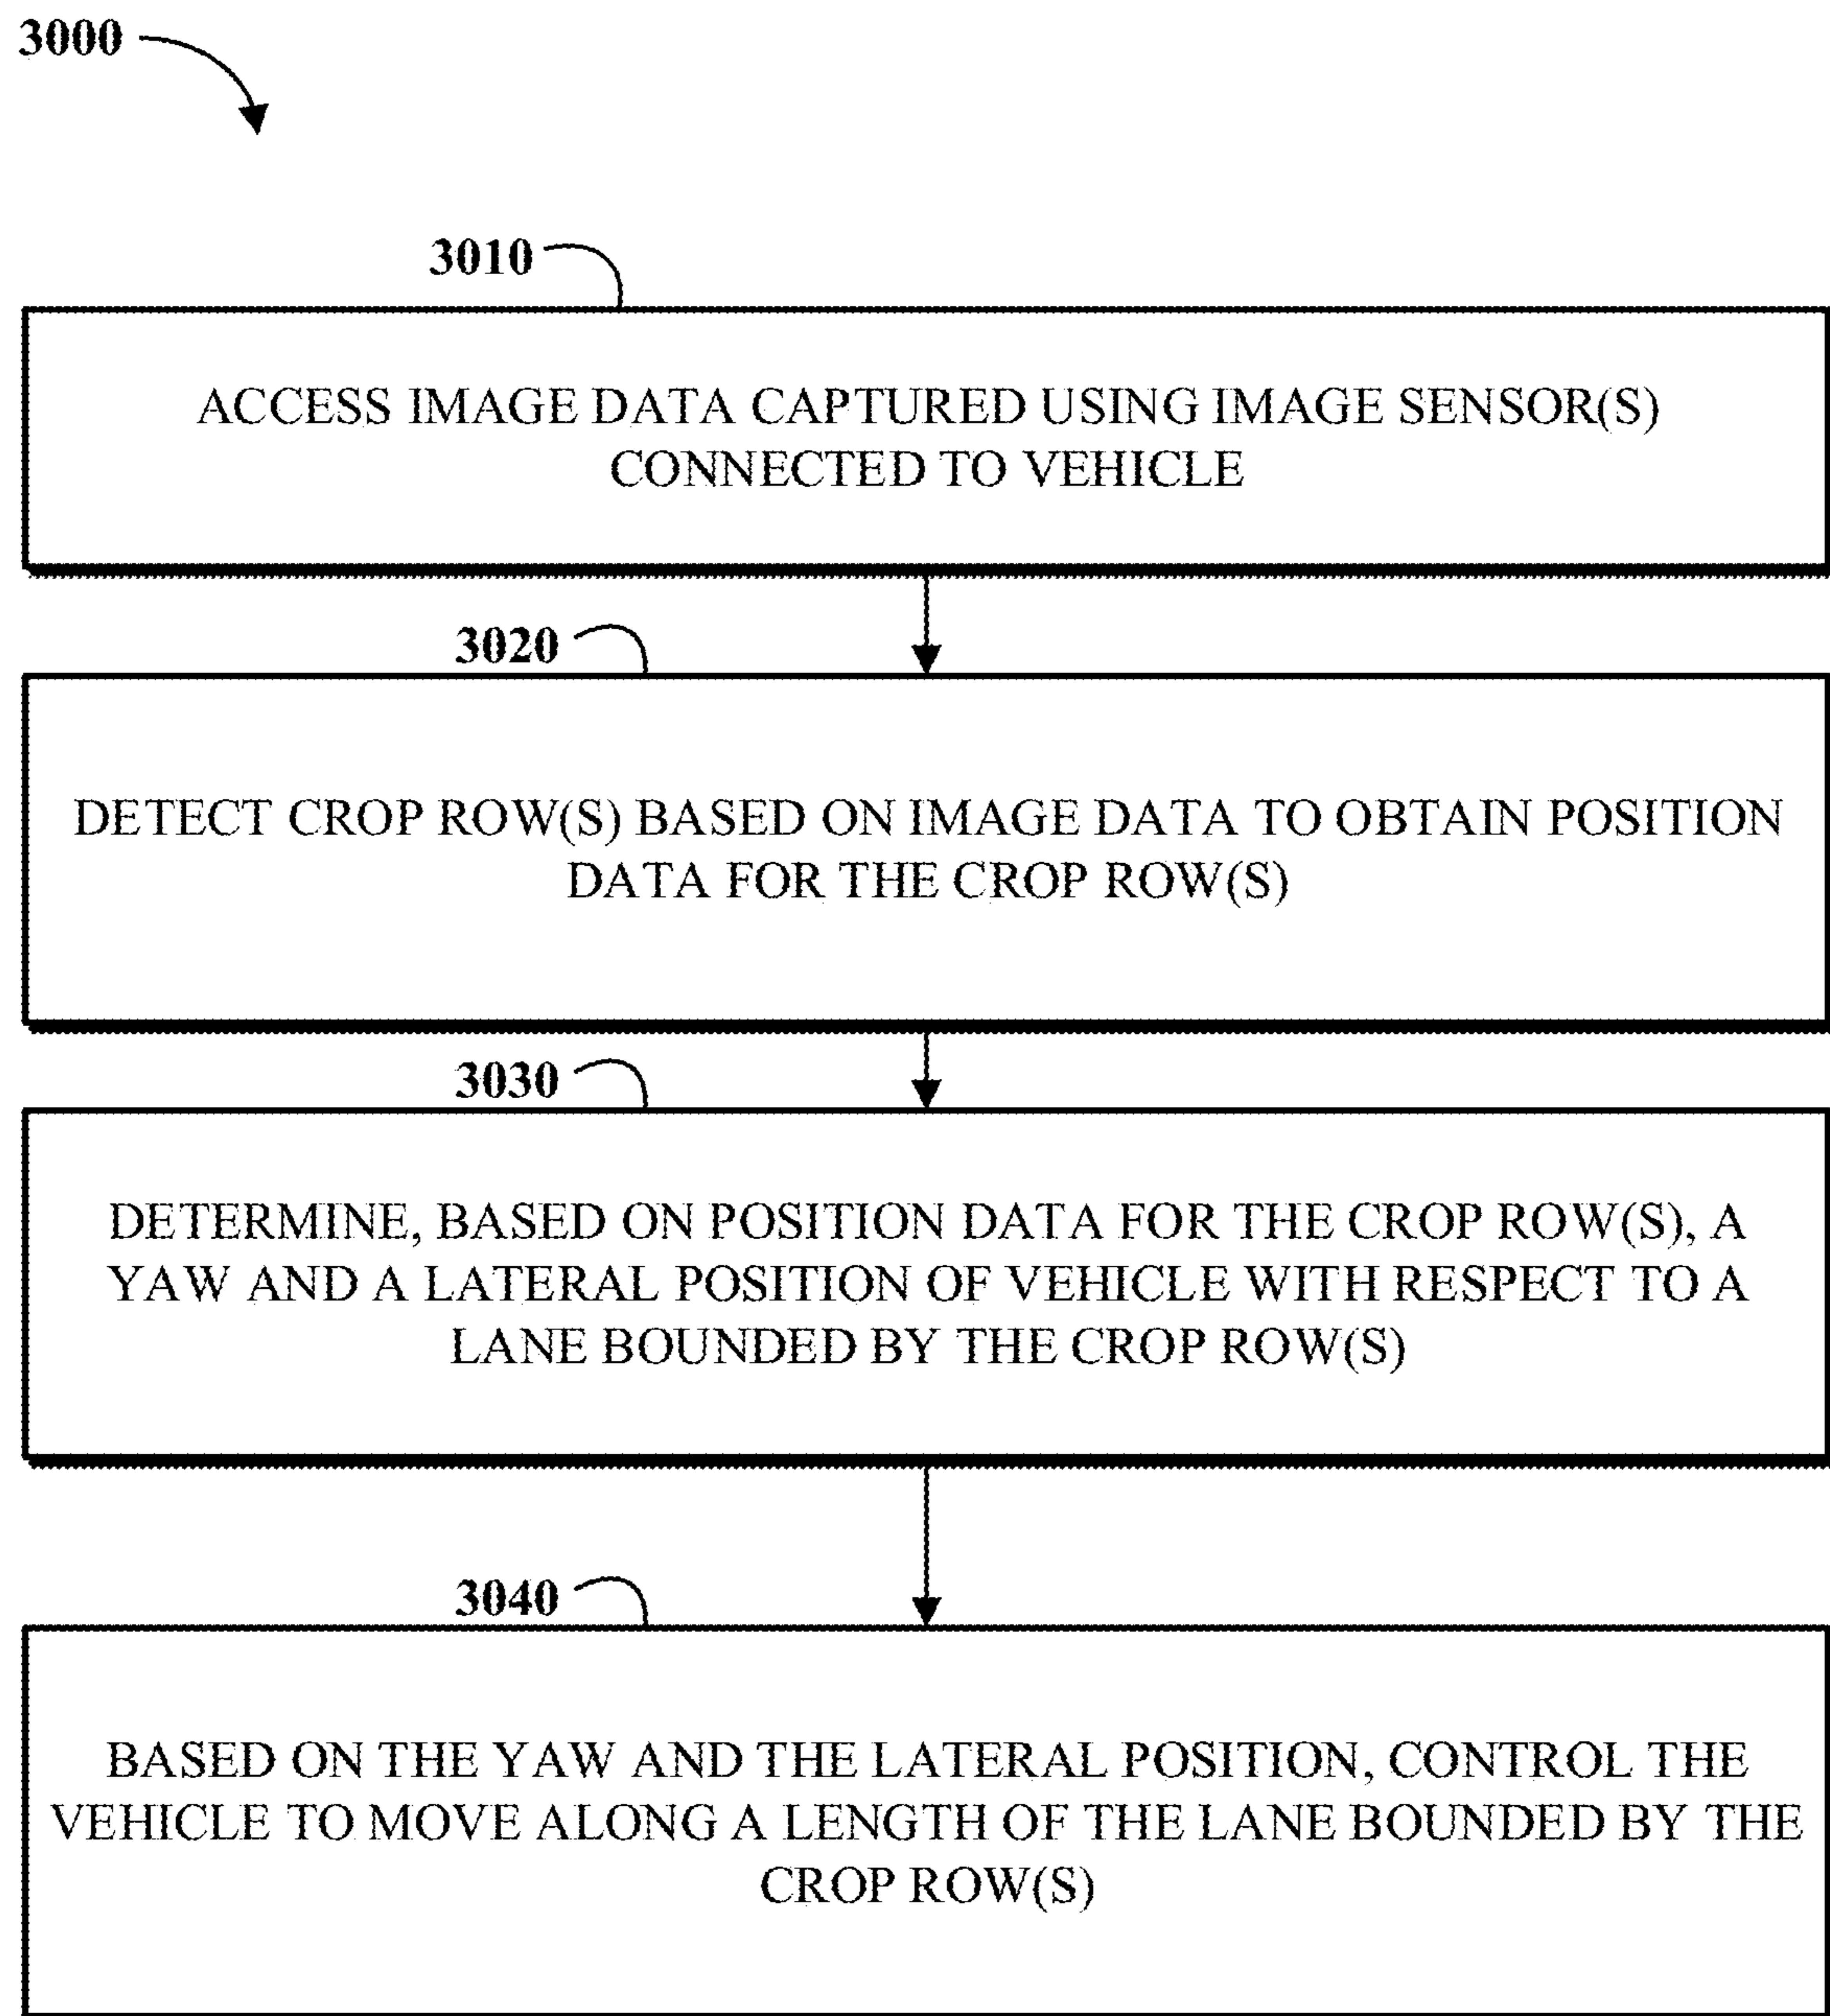 3000
3010
ACCESS IMAGE DATA CAPTURED USING IMAGE SENSOR(S)
CONNECTED TO VEHICLE
3020
DETECT CROP ROW(S) BASED ON IMAGE DATA TO OBTAIN POSITION
DATA FOR THE CROP ROW(S)
3030
DETERMINE, BASED ON POSITION DATA FOR THE CROP ROW(S), A
YAW AND A LATERAL POSITION OF VEHICLE WITH RESPECT TO A
LANE BOUNDED BY THE CROP ROW(S)
3040
BASED ON THE YAW AND THE LATERAL POSITION, CONTROL THE
VEHICLE TO MOVE ALONG A LENGTH OF THE LANE BOUNDED BY THE
CROP ROW(S)